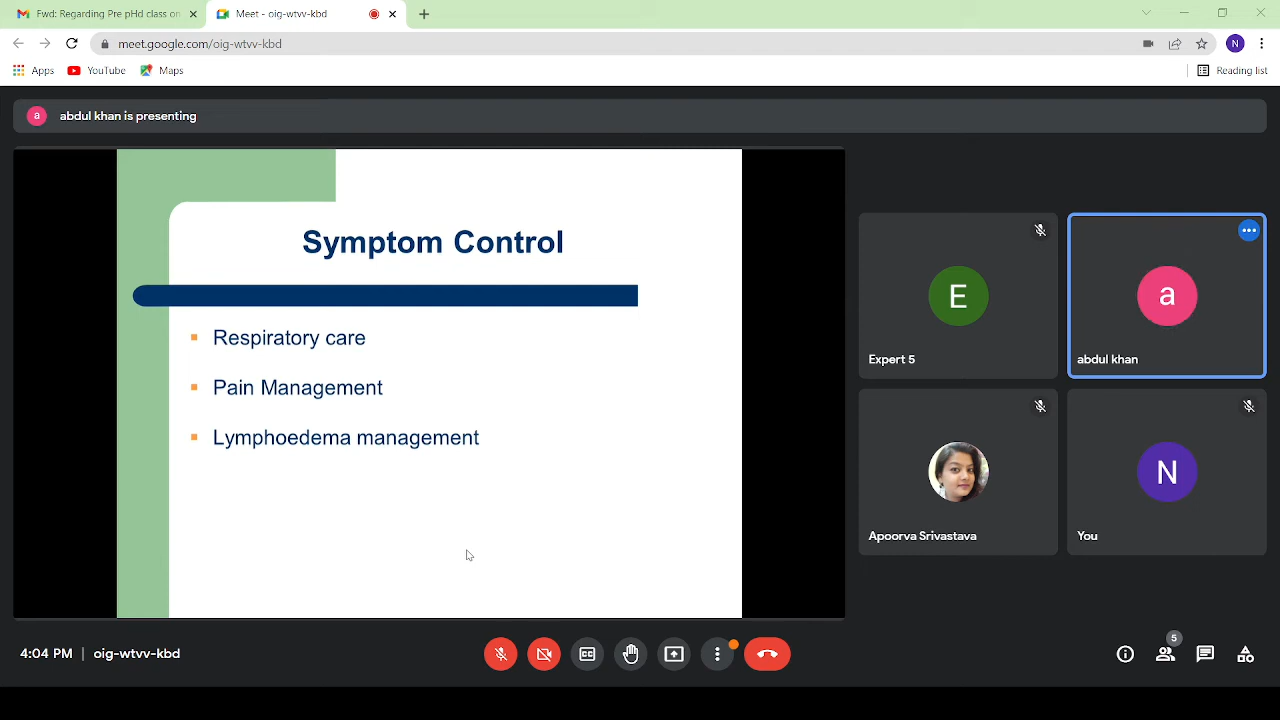 Fwd: Regarding Pre pHd class on
Meet - oig-wtvv-kbd
meet.google.com/oig-wtvv-kbd
N
Apps
YouTube
Maps
Reading list
a
abdul khan is presenting
Symptom Control
Respiratory care
Pain Management
Lymphoedema management
E
Expert 5
a
abdul khan
Apoorva Srivastava
N
You
4:04 PM | oig-wtvv-kbd
5